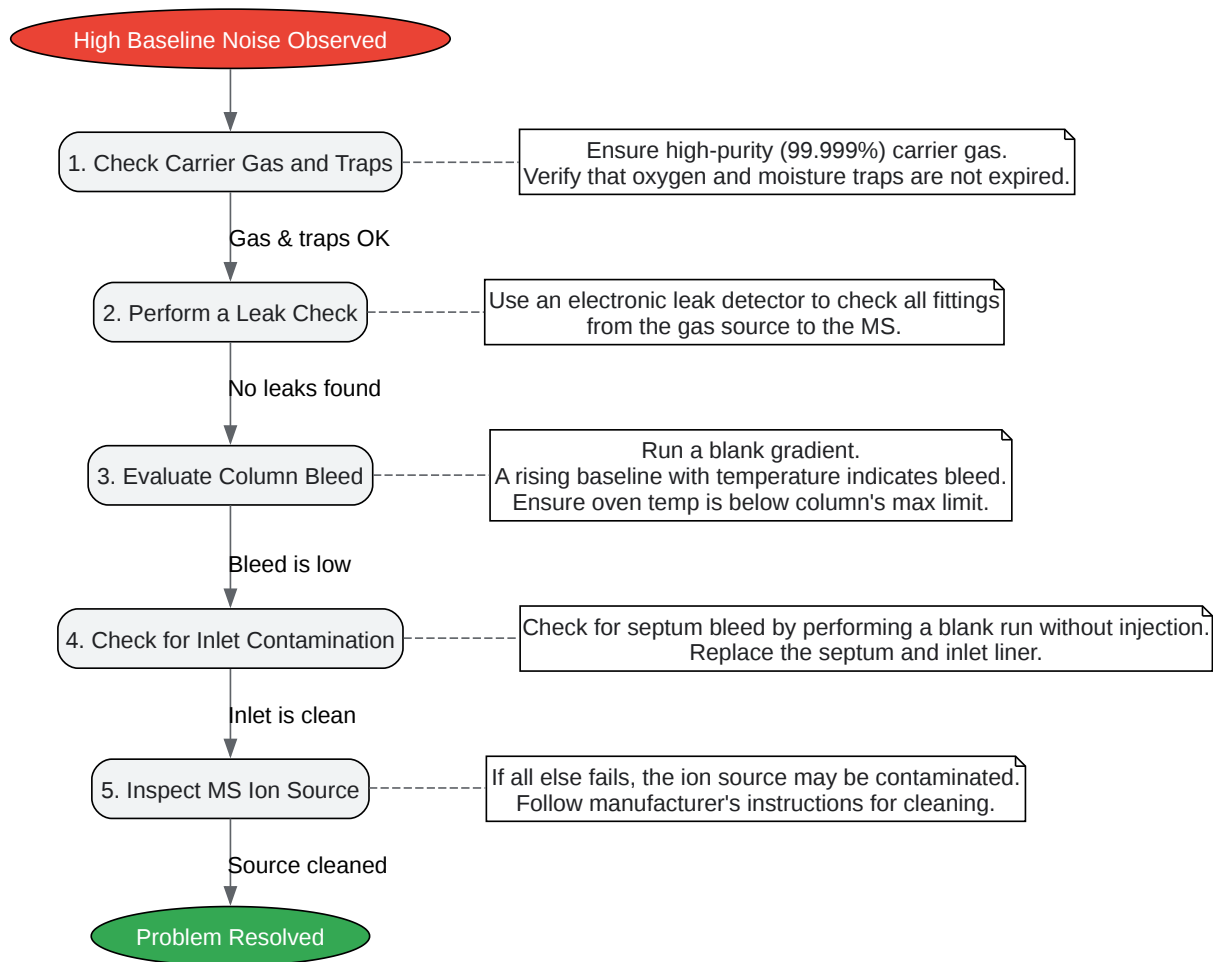 High Baseline Noise Observed
1. Check Carrier Gas and Traps
Ensure high-purity (99.999%) carrier gas.
Verify that oxygen and moisture traps are not expired.
Gas & traps OK
2. Perform a Leak Check
Use an electronic leak detector to check all fittings
from the gas source to the MS.
No leaks found
3. Evaluate Column Bleed
Run a blank gradient.
A rising baseline with temperature indicates bleed.
Ensure oven temp is below column's max limit.
Bleed is low
4. Check for Inlet Contamination
Check for septum bleed by performing a blank run without injection.
Replace the septum and inlet liner.
Inlet is clean
5. Inspect MS Ion Source
If all else fails, the ion source may be contaminated.
Follow manufacturer's instructions for cleaning.
Source cleaned
Problem Resolved